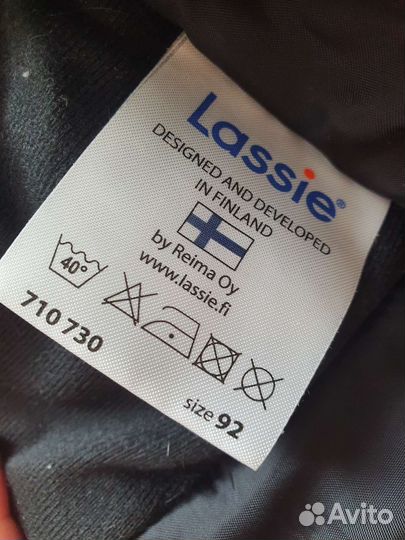 Lassie®
DESIGNED AND DEVELOPED
IN FINLAND
by Reima Oy
www.lassie.fi
40°
710 730
size 92
Avito